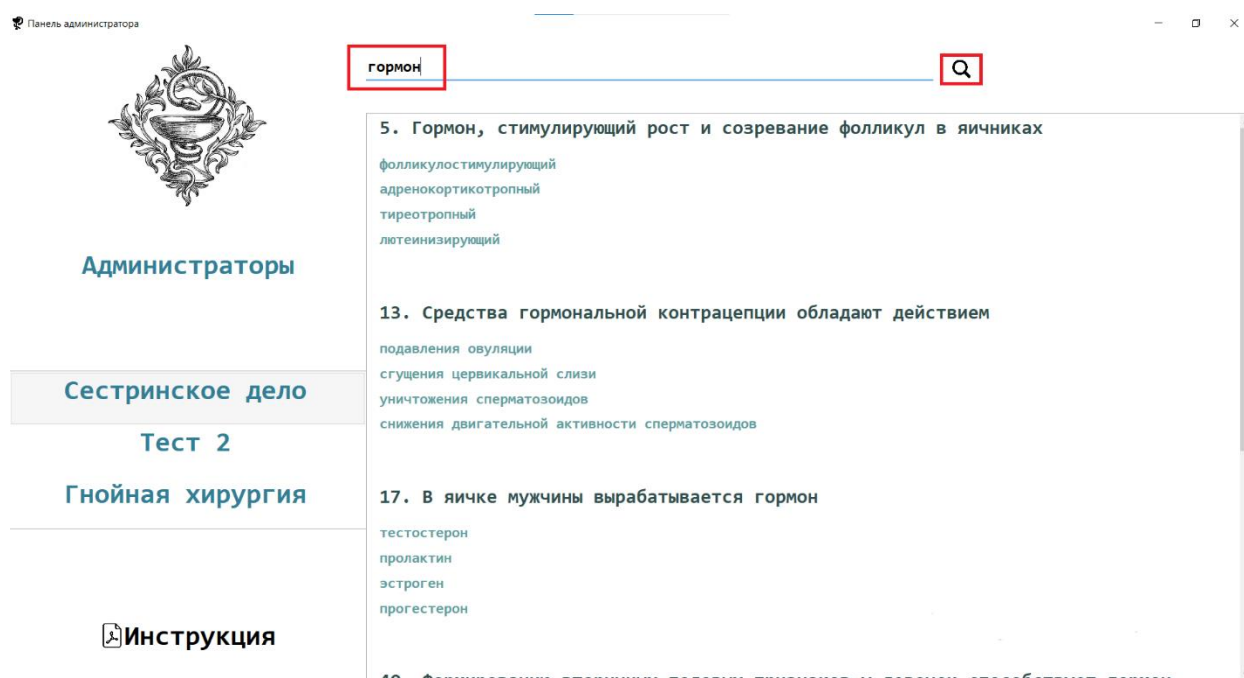 Панель администратора
гормон
5. Гормон, стимулирующий рост и созревание фолликул в яичниках
фолликулостимулирующий
адренокортикотропный
тиреотропный
лютеинизирующий
Администраторы
13. Средства гормональной контрацепции обладают действием
подавления овуляции
сгущения цервикальной слизи
уничтожения сперматозоидов
снижения двигательной активности сперматозоидов
Сестринское дело
Тест 2
Гнойная хирургия
17. В яичке мужчины вырабатывается гормон
тестостерон
пролактин
эстроген
прогестерон
Инструкция